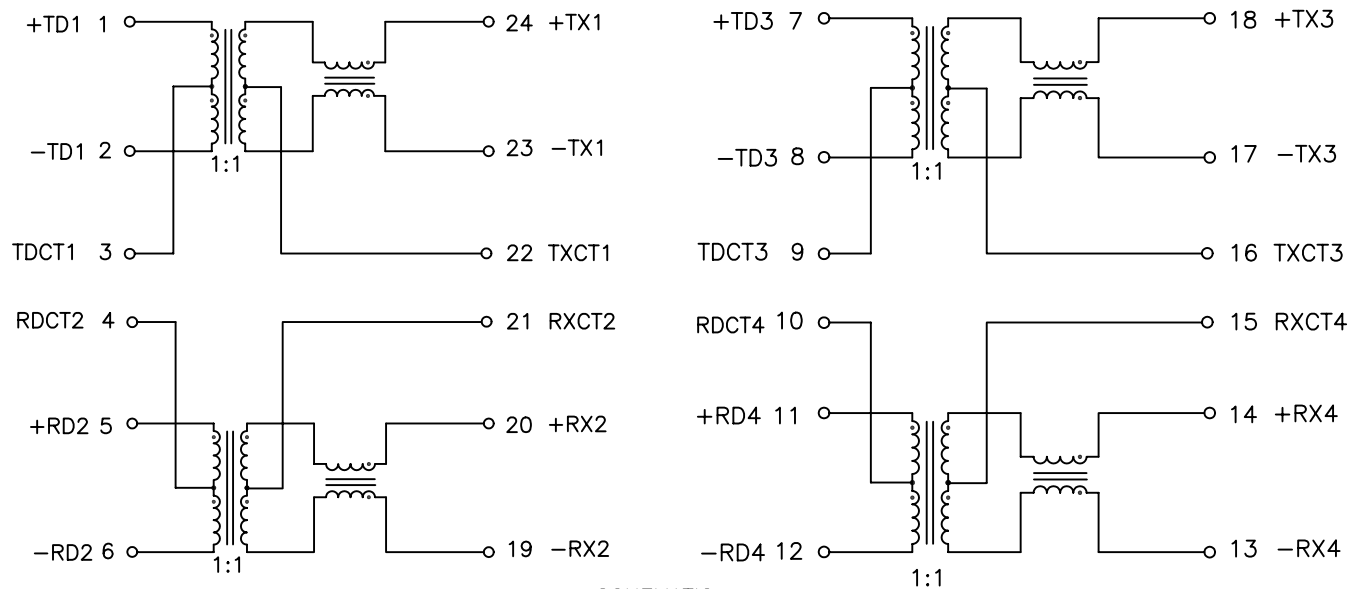 +TD1 1
24 +TX1
-TD1 2
23 -TX1
1:1
TDCT1 3
22 TXCT1
RDCT2 4
21 RXCT2
+RD2 5
20 +RX2
-RD2 6
19 -RX2
1:1
+TD3 7
18 +TX3
-TD3 8
17 -TX3
1:1
TDCT3 9
16 TXCT3
RDCT4 10
15 RXCT4
+RD4 11
14 +RX4
-RD4 12
13 -RX4
1:1